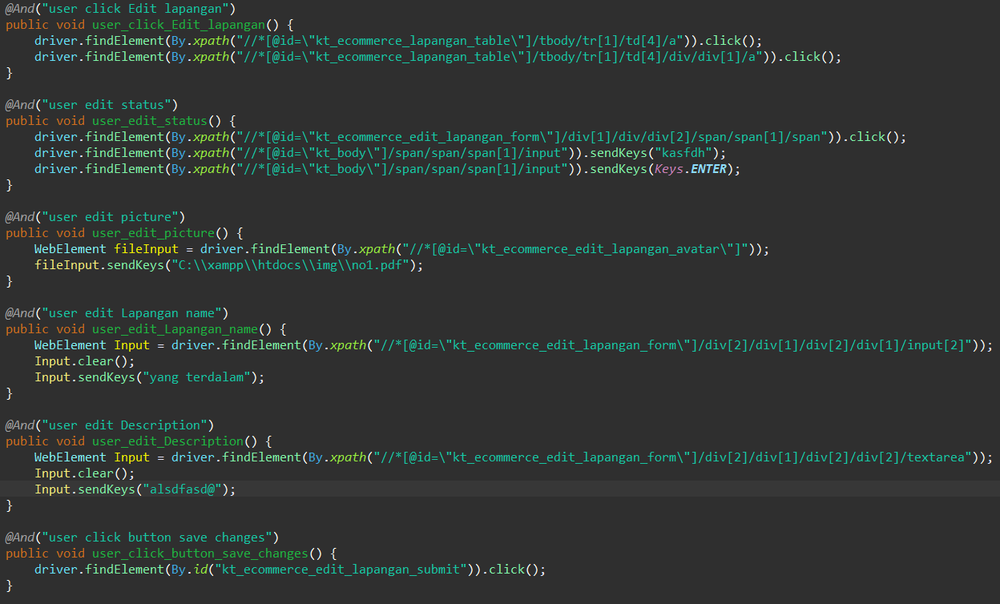 @And("user click Edit lapangan")
public void user_click_Edit_lapangan() {
    driver.findElement(By.xpath("//*[@id=\"kt_ecommerce_lapangan_table\"]/tbody/tr[1]/td[4]/a")).click();
    driver.findElement(By.xpath("//*[@id=\"kt_ecommerce_lapangan_table\"]/tbody/tr[1]/td[4]/div/div[1]/a")).click();
}

@And("user edit status")
public void user_edit_status() {
    driver.findElement(By.xpath("//*[@id=\"kt_ecommerce_edit_lapangan_form\"]/div[1]/div/div[2]/span/span[1]/span")).click();
    driver.findElement(By.xpath("//*[@id=\"kt_body\"]/span/span/span[1]/input")).sendKeys("kasfdh");
    driver.findElement(By.xpath("//*[@id=\"kt_body\"]/span/span/span[1]/input")).sendKeys(Keys.ENTER);
}

@And("user edit picture")
public void user_edit_picture() {
    WebElement fileInput = driver.findElement(By.xpath("//*[@id=\"kt_ecommerce_edit_lapangan_avatar\"]"));
    fileInput.sendKeys("C:\\xampp\\htdocs\\img\\no1.pdf");
}

@And("user edit Lapangan name")
public void user_edit_Lapangan_name() {
    WebElement Input = driver.findElement(By.xpath("//*[@id=\"kt_ecommerce_edit_lapangan_form\"]/div[2]/div[1]/div[2]/div[1]/input[2]"));
    Input.clear();
    Input.sendKeys("yang terdalam");
}

@And("user edit Description")
public void user_edit_Description() {
    WebElement Input = driver.findElement(By.xpath("//*[@id=\"kt_ecommerce_edit_lapangan_form\"]/div[2]/div[1]/div[2]/div[2]/textarea"));
    Input.clear();
    Input.sendKeys("alsdfasd@");
}

@And("user click button save changes")
public void user_click_button_save_changes() {
    driver.findElement(By.id("kt_ecommerce_edit_lapangan_submit")).click();
}